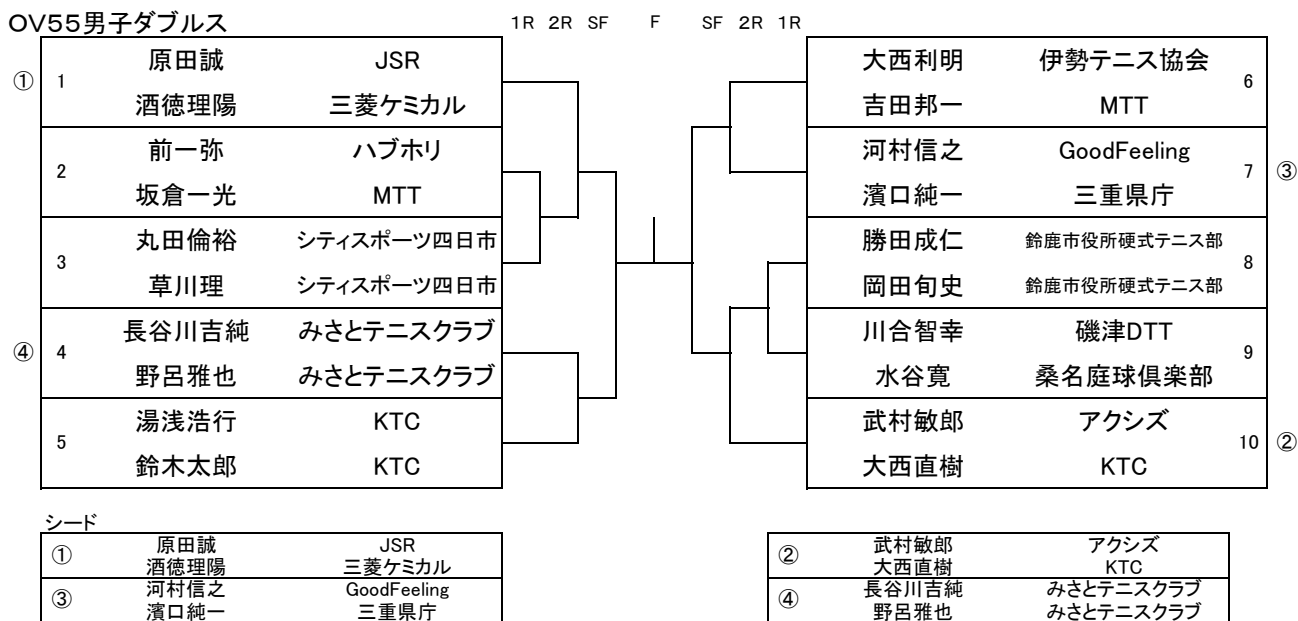 OV55男子ダブルス 1R 2R SF F SF 2R 1R
① 1 原田誠 JSR
酒徳理陽 三菱ケミカル
2 前一弥 ハブホリ
坂倉一光 MTT
3 丸田倫裕 シティスポーツ四日市
草川理 シティスポーツ四日市
④ 4 長谷川吉純 みさとテニスクラブ
野呂雅也 みさとテニスクラブ
5 湯浅浩行 KTC
鈴木太郎 KTC
大西利明 伊勢テニス協会 6
吉田邦一 MTT
河村信之 GoodFeeling 7 ③
濱口純一 三重県庁
勝田成仁 鈴鹿市役所硬式テニス部 8
岡田旬史 鈴鹿市役所硬式テニス部
川合智幸 磯津DTT 9
水谷寛 桑名庭球倶楽部
武村敏郎 アクシズ 10 ②
大西直樹 KTC
シード
① 原田誠 JSR
酒徳理陽 三菱ケミカル
③ 河村信之 GoodFeeling
濱口純一 三重県庁
② 武村敏郎 アクシズ
大西直樹 KTC
④ 長谷川吉純 みさとテニスクラブ
野呂雅也 みさとテニスクラブ